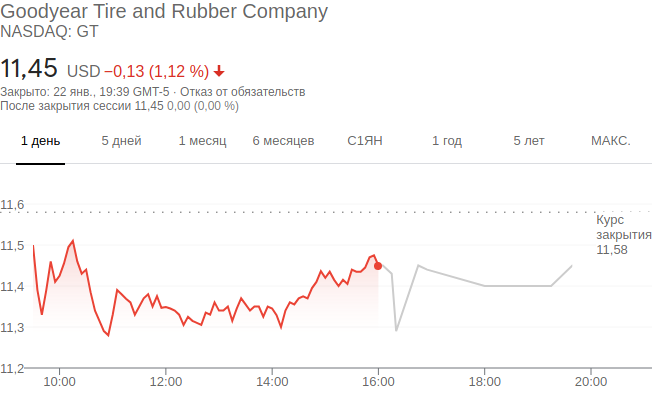 Goodyear Tire and Rubber Company
NASDAQ: GT
11,45 USD −0,13 (1,12 %)
Закрыто: 22 янв., 19:39 GMT-5 · Отказ от обязательств
После закрытия сессии 11,45 0,00 (0,00 %)
1 день 5 дней 1 месяц 6 месяцев С1ЯН 1 год 5 лет МАКС.
11,6
Курс
закрытия
11,58
11,5
11,4
11,3
11,2
10:00 12:00 14:00 16:00 18:00 20:00